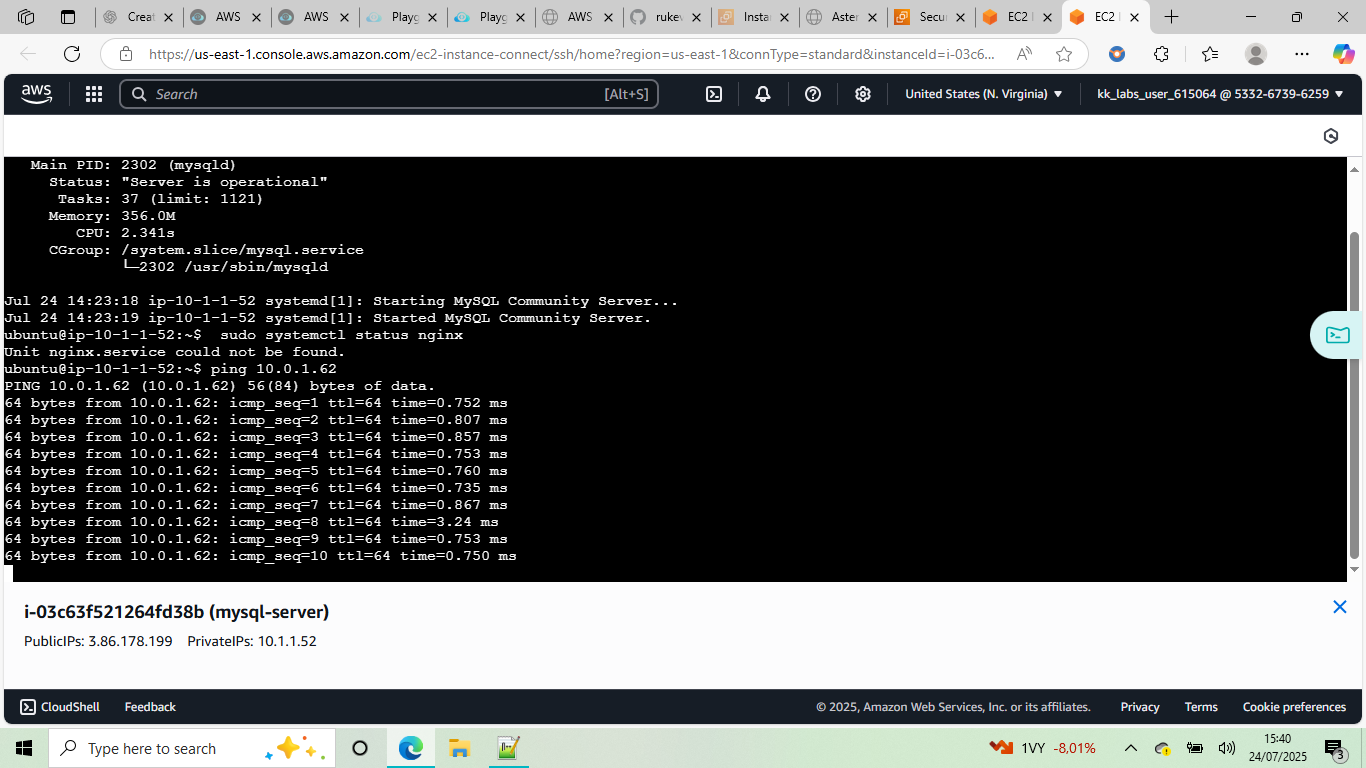 Creat
AWS
AWS
Playg
Playg
AWS
rukev
Instan
Aster
Secur
EC2 I
EC2 I
https://us-east-1.console.aws.amazon.com/ec2-instance-connect/ssh/home?region=us-east-1&connType=standard&instanceId=i-03c6...
aws
Search
[Alt+S]
United States (N. Virginia)
kk_labs_user_615064 @ 5332-6739-6259
Main PID: 2302 (mysqld)
Status: "Server is operational"
Tasks: 37 (limit: 1121)
Memory: 356.0M
CPU: 2.341s
CGroup: /system.slice/mysql.service
└─2302 /usr/sbin/mysqld
Jul 24 14:23:18 ip-10-1-1-52 systemd[1]: Starting MySQL Community Server...
Jul 24 14:23:19 ip-10-1-1-52 systemd[1]: Started MySQL Community Server.
ubuntu@ip-10-1-1-52:~$  sudo systemctl status nginx
Unit nginx.service could not be found.
ubuntu@ip-10-1-1-52:~$ ping 10.0.1.62
PING 10.0.1.62 (10.0.1.62) 56(84) bytes of data.
64 bytes from 10.0.1.62: icmp_seq=1 ttl=64 time=0.752 ms
64 bytes from 10.0.1.62: icmp_seq=2 ttl=64 time=0.807 ms
64 bytes from 10.0.1.62: icmp_seq=3 ttl=64 time=0.857 ms
64 bytes from 10.0.1.62: icmp_seq=4 ttl=64 time=0.753 ms
64 bytes from 10.0.1.62: icmp_seq=5 ttl=64 time=0.760 ms
64 bytes from 10.0.1.62: icmp_seq=6 ttl=64 time=0.735 ms
64 bytes from 10.0.1.62: icmp_seq=7 ttl=64 time=0.867 ms
64 bytes from 10.0.1.62: icmp_seq=8 ttl=64 time=3.24 ms
64 bytes from 10.0.1.62: icmp_seq=9 ttl=64 time=0.753 ms
64 bytes from 10.0.1.62: icmp_seq=10 ttl=64 time=0.750 ms
i-03c63f521264fd38b (mysql-server)
PublicIPs: 3.86.178.199 PrivateIPs: 10.1.1.52
CloudShell
Feedback
© 2025, Amazon Web Services, Inc. or its affiliates.
Privacy
Terms
Cookie preferences
Type here to search
1VY -8,01%
15:40
24/07/2025
3